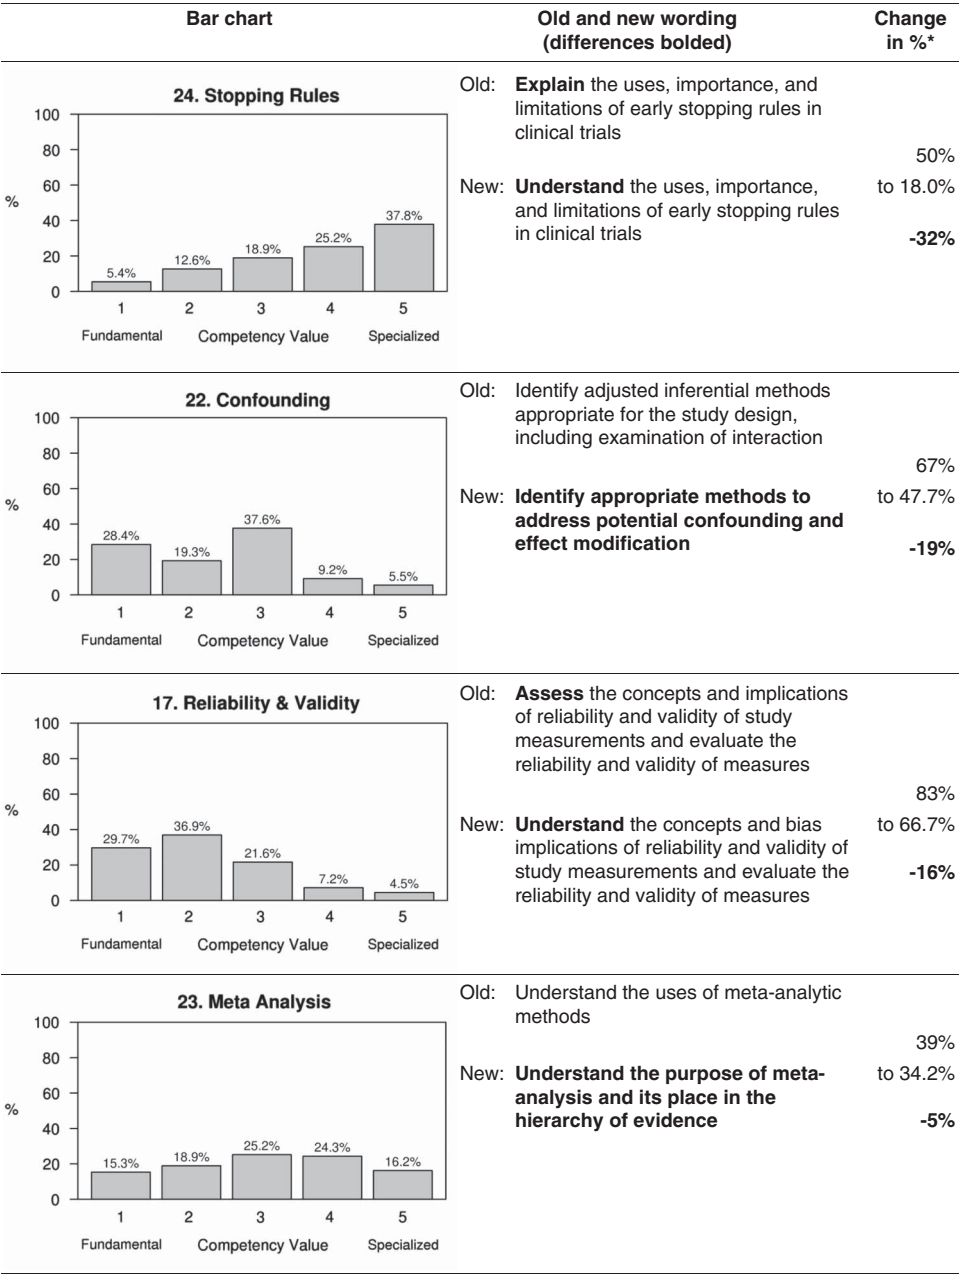 Bar chart
Old and new wording
(differences bolded)
Change
in %*
24. Stopping Rules
100
80
60
40
20
0
%
5.4%
12.6%
18.9%
25.2%
37.8%
1 2 3 4 5
Fundamental Competency Value Specialized
Old: Explain the uses, importance, and
limitations of early stopping rules in
clinical trials
50%
New: Understand the uses, importance,
and limitations of early stopping rules
in clinical trials
to 18.0%
-32%
22. Confounding
100
80
60
40
20
0
%
28.4%
19.3%
37.6%
9.2%
5.5%
1 2 3 4 5
Fundamental Competency Value Specialized
Old: Identify adjusted inferential methods
appropriate for the study design,
including examination of interaction
67%
New: Identify appropriate methods to
address potential confounding and
effect modification
to 47.7%
-19%
17. Reliability & Validity
100
80
60
40
20
0
%
29.7%
36.9%
21.6%
7.2%
4.5%
1 2 3 4 5
Fundamental Competency Value Specialized
Old: Assess the concepts and implications
of reliability and validity of study
measurements and evaluate the
reliability and validity of measures
83%
New: Understand the concepts and bias
implications of reliability and validity of
study measurements and evaluate the
reliability and validity of measures
to 66.7%
-16%
23. Meta Analysis
100
80
60
40
20
0
%
15.3%
18.9%
25.2%
24.3%
16.2%
1 2 3 4 5
Fundamental Competency Value Specialized
Old: Understand the uses of meta-analytic
methods
39%
New: Understand the purpose of meta-
analysis and its place in the
hierarchy of evidence
to 34.2%
-5%